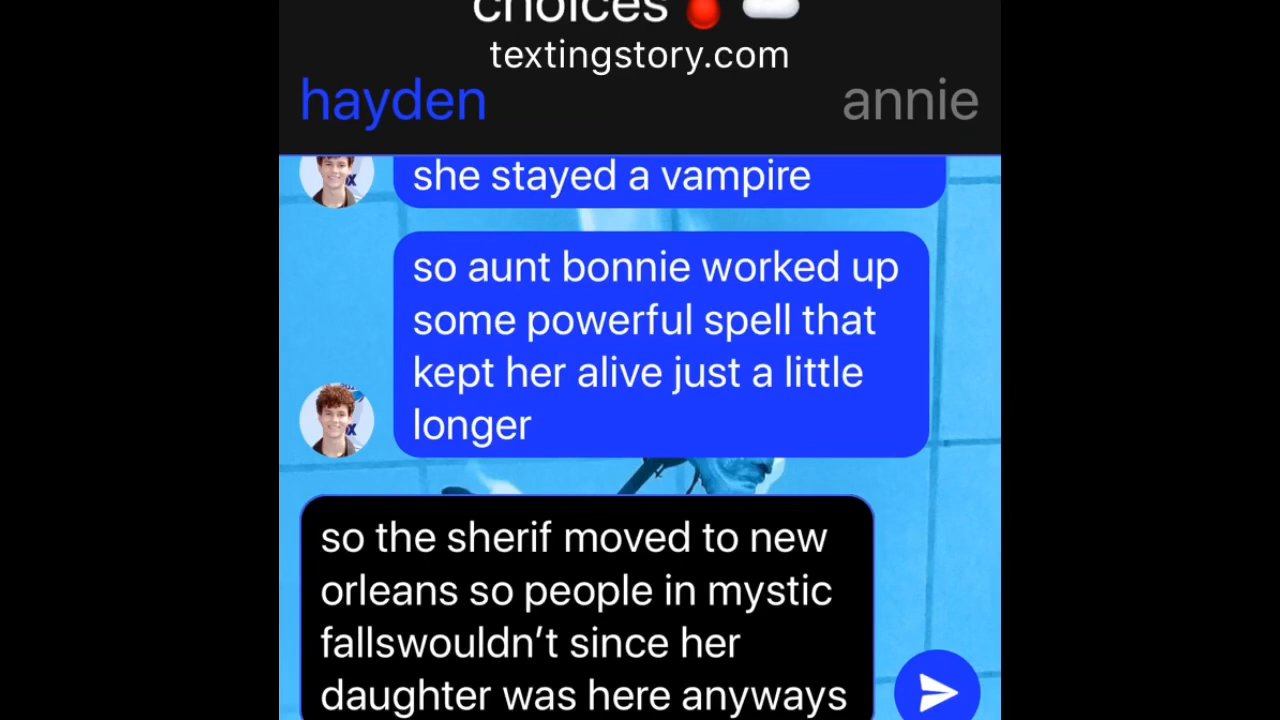 choices
textingstory.com
hayden
annie
she stayed a vampire
so aunt bonnie worked up
some powerful spell that
kept her alive just a little
longer
so the sherif moved to new
orleans so people in mystic
fallswouldn't since her
daughter was here anyways